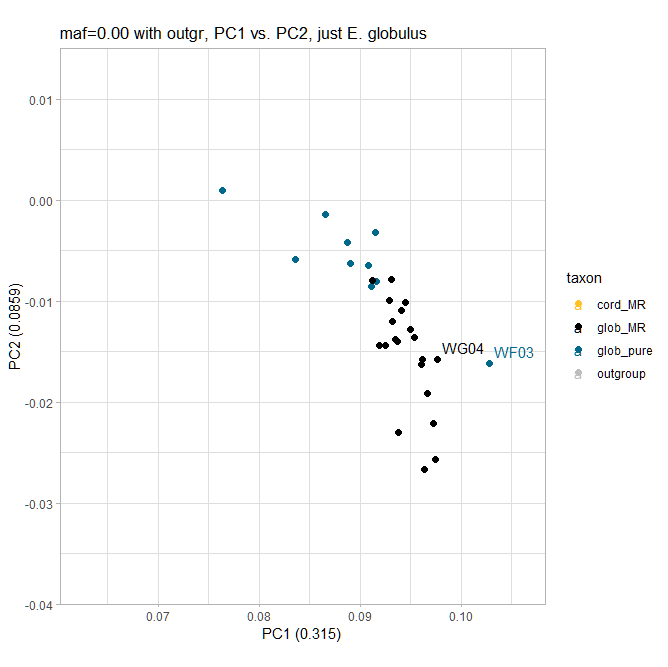 maf=0.00 with outgr, PC1 vs. PC2, just E. globulus
0.01
0.00
-0.01
-0.02
-0.03
-0.04
PC2 (0.0859)
WG04
WF03
0.07
0.08
0.09
0.10
PC1 (0.315)
taxon
a cord_MR
a glob_MR
a glob_pure
a outgroup